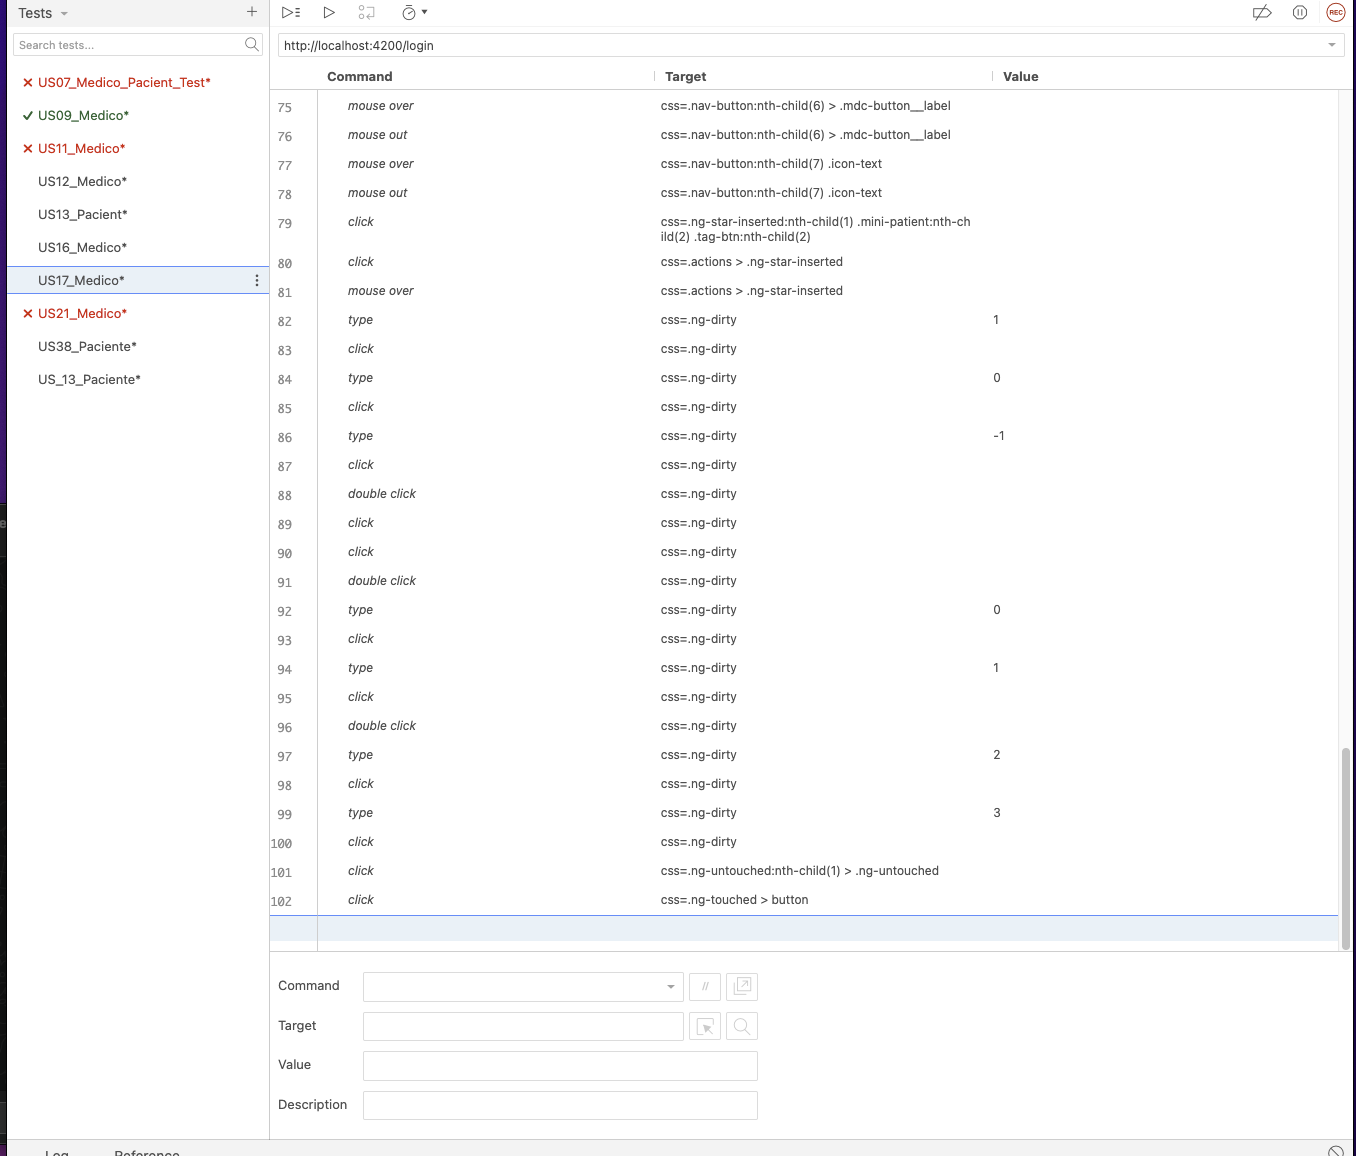 Tests
+
REC
Search tests...
http://localhost:4200/login
Command Target Value
US07_Medico_Pacient_Test*
US09_Medico*
US11_Medico*
US12_Medico*
US13_Pacient*
US16_Medico*
US17_Medico*
US21_Medico*
US38_Paciente*
US_13_Paciente*
75 mouse over css=.nav-button:nth-child(6) > .mdc-button__label
76 mouse out css=.nav-button:nth-child(6) > .mdc-button__label
77 mouse over css=.nav-button:nth-child(7) .icon-text
78 mouse out css=.nav-button:nth-child(7) .icon-text
79 click css=.ng-star-inserted:nth-child(1) .mini-patient:nth-ch
ild(2) .tag-btn:nth-child(2)
80 click css=.actions > .ng-star-inserted
81 mouse over css=.actions > .ng-star-inserted
82 type css=.ng-dirty 1
83 click css=.ng-dirty
84 type css=.ng-dirty 0
85 click css=.ng-dirty
86 type css=.ng-dirty -1
87 click css=.ng-dirty
88 double click css=.ng-dirty
89 click css=.ng-dirty
90 click css=.ng-dirty
91 double click css=.ng-dirty
92 type css=.ng-dirty 0
93 click css=.ng-dirty
94 type css=.ng-dirty 1
95 click css=.ng-dirty
96 double click css=.ng-dirty
97 type css=.ng-dirty 2
98 click css=.ng-dirty
99 type css=.ng-dirty 3
100 click css=.ng-dirty
101 click css=.ng-untouched:nth-child(1) > .ng-untouched
102 click css=.ng-touched > button
Command //
Target
Value
Description
Log Reference